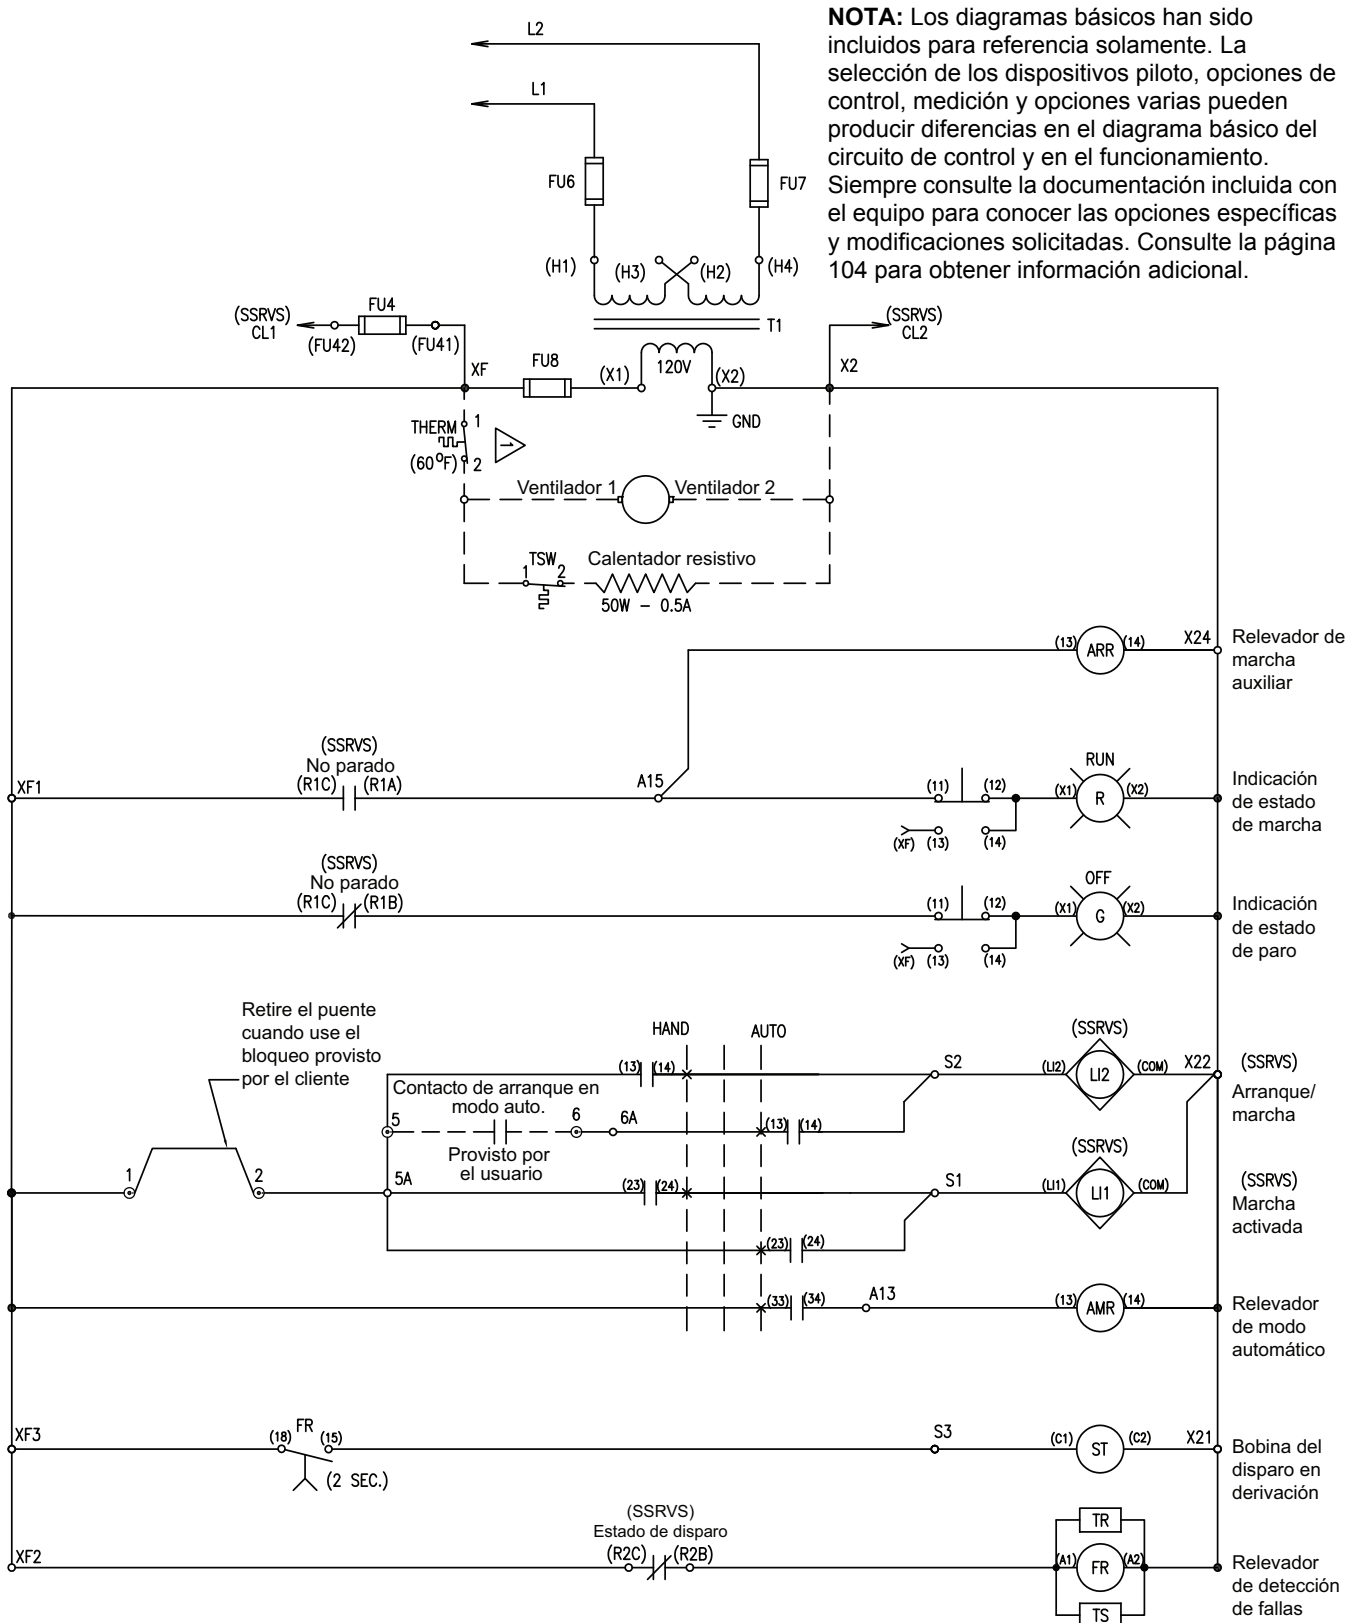 NOTA: Los diagramas básicos han sido
incluidos para referencia solamente. La
selección de los dispositivos piloto, opciones de
control, medición y opciones varias pueden
producir diferencias en el diagrama básico del
circuito de control y en el funcionamiento.
Siempre consulte la documentación incluida con
el equipo para conocer las opciones específicas
y modificaciones solicitadas. Consulte la página
104 para obtener información adicional.
L2
L1
FU6
FU7
(H1)
(H3)
(H2)
(H4)
T1
(SSRVS)
CL1
FU4
(FU42)
(FU41)
(SSRVS)
CL2
XF
FU8
(X1)
120V
(X2)
X2
GND
THERM
1
(60°F)
2
1
Ventilador 1
Ventilador 2
TSW
1
2
Calentador resistivo
50W – 0.5A
(13)
ARR
(14)
X24
Relevador de
marcha
auxiliar
XF1
(SSRVS)
No parado
(R1C)
(R1A)
A15
(11)
(12)
(XF)
(13)
(14)
RUN
(X1)
R
(X2)
Indicación
de estado
de marcha
(SSRVS)
No parado
(R1C)
(R1B)
(11)
(12)
(XF)
(13)
(14)
OFF
(X1)
G
(X2)
Indicación
de estado
de paro
Retire el puente
cuando use el
bloqueo provisto
por el cliente
HAND
AUTO
(13)
(14)
S2
(SSRVS)
(LI2)
LI2
(COM)
X22
(SSRVS)
Arranque/
marcha
Contacto de arranque en
modo auto.
5
6
6A
(13)
(14)
Provisto por
el usuario
1
2
5A
(23)
(24)
S1
(SSRVS)
(LI1)
LI1
(COM)
(SSRVS)
Marcha
activada
(23)
(24)
(33)
(34)
A13
(13)
AMR
(14)
Relevador
de modo
automático
XF3
FR
(18)
(15)
(2 SEC.)
S3
(C1)
ST
(C2)
X21
Bobina del
disparo en
derivación
XF2
(SSRVS)
Estado de disparo
(R2C)
(R2B)
TR
(A1)
FR
(A2)
TS
Relevador
de detección
de fallas